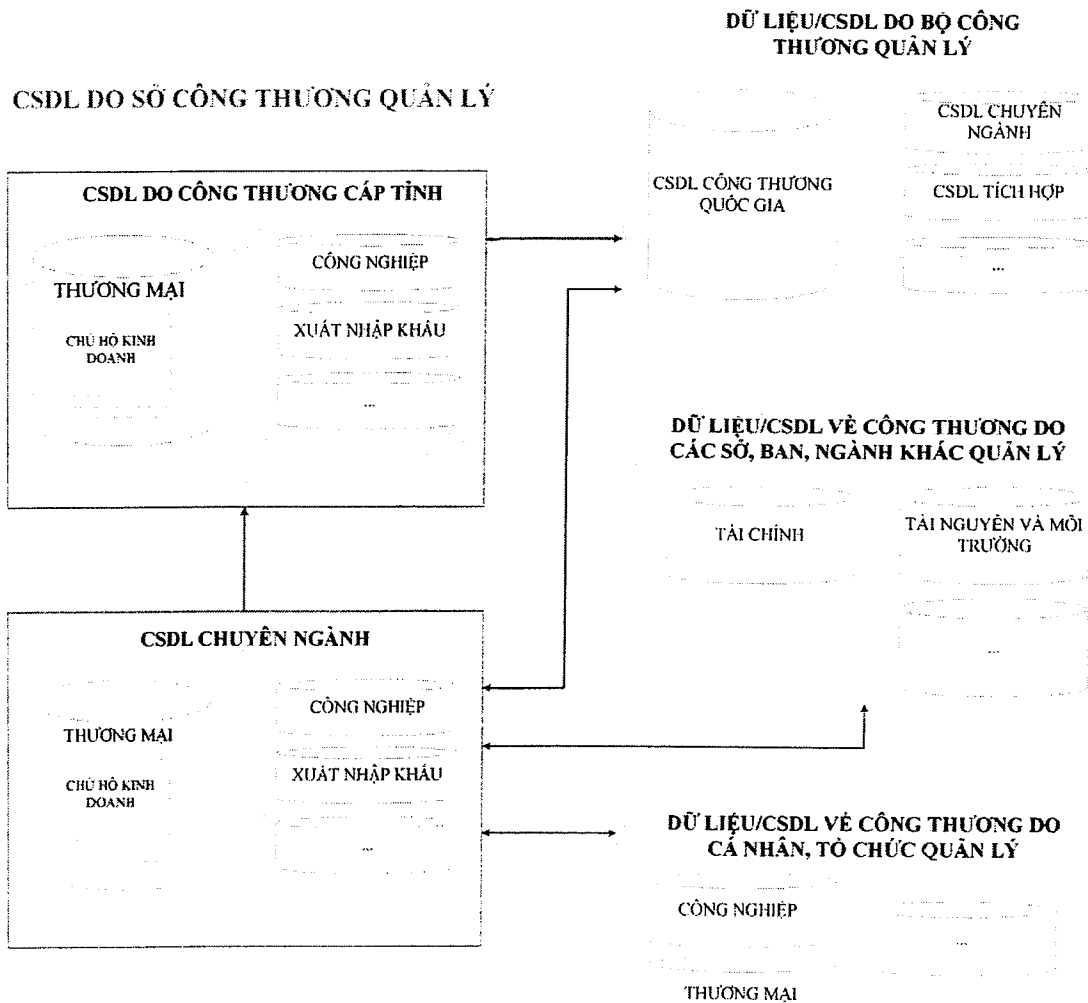 CSDL DO SỞ CÔNG THƯƠNG QUẢN LÝ
CSDL DO CÔNG THƯƠNG CẤP TỈNH
THƯƠNG MẠI
CHỦ HỘ KINH
DOANH
CÔNG NGHIỆP
XUẤT NHẬP KHẨU
...
CSDL CHUYÊN NGÀNH
THƯƠNG MẠI
CHỦ HỘ KINH
DOANH
CÔNG NGHIỆP
XUẤT NHẬP KHẨU
...
DỮ LIỆU/CSDL DO BỘ CÔNG
THƯƠNG QUẢN LÝ
CSDL CÔNG THƯƠNG
QUỐC GIA
CSDL CHUYÊN
NGÀNH
CSDL TÍCH HỢP
...
DỮ LIỆU/CSDL VỀ CÔNG THƯƠNG DO
CÁC SỞ, BAN, NGÀNH KHÁC QUẢN LÝ
TÀI CHÍNH
TÀI NGUYÊN VÀ MÔI
TRƯỜNG
...
DỮ LIỆU/CSDL VỀ CÔNG THƯƠNG DO
CÁ NHÂN, TỔ CHỨC QUẢN LÝ
CÔNG NGHIỆP
...
THƯƠNG MẠI